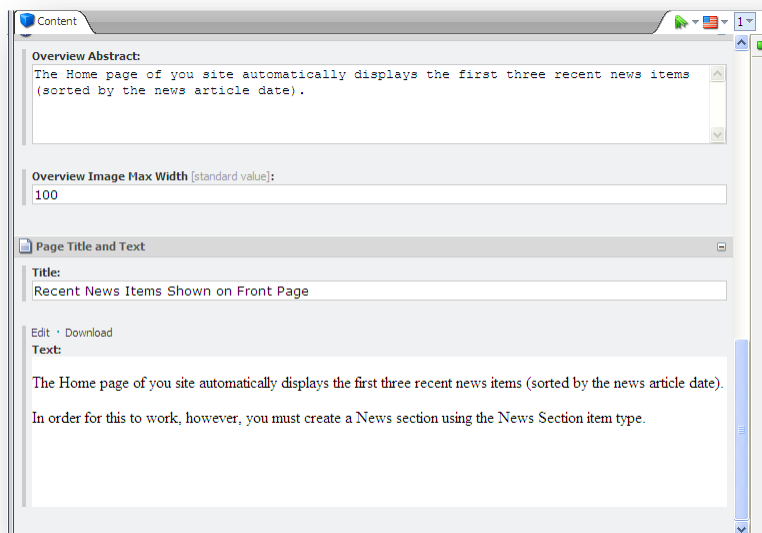 Content
1
Overview Abstract:
The Home page of you site automatically displays the first three recent news items
(sorted by the news article date).
Overview Image Max Width [standard value]:
100
Page Title and Text
Title:
Recent News Items Shown on Front Page
Edit · Download
Text:
The Home page of you site automatically displays the first three recent news items (sorted by the news article date).
In order for this to work, however, you must create a News section using the News Section item type.